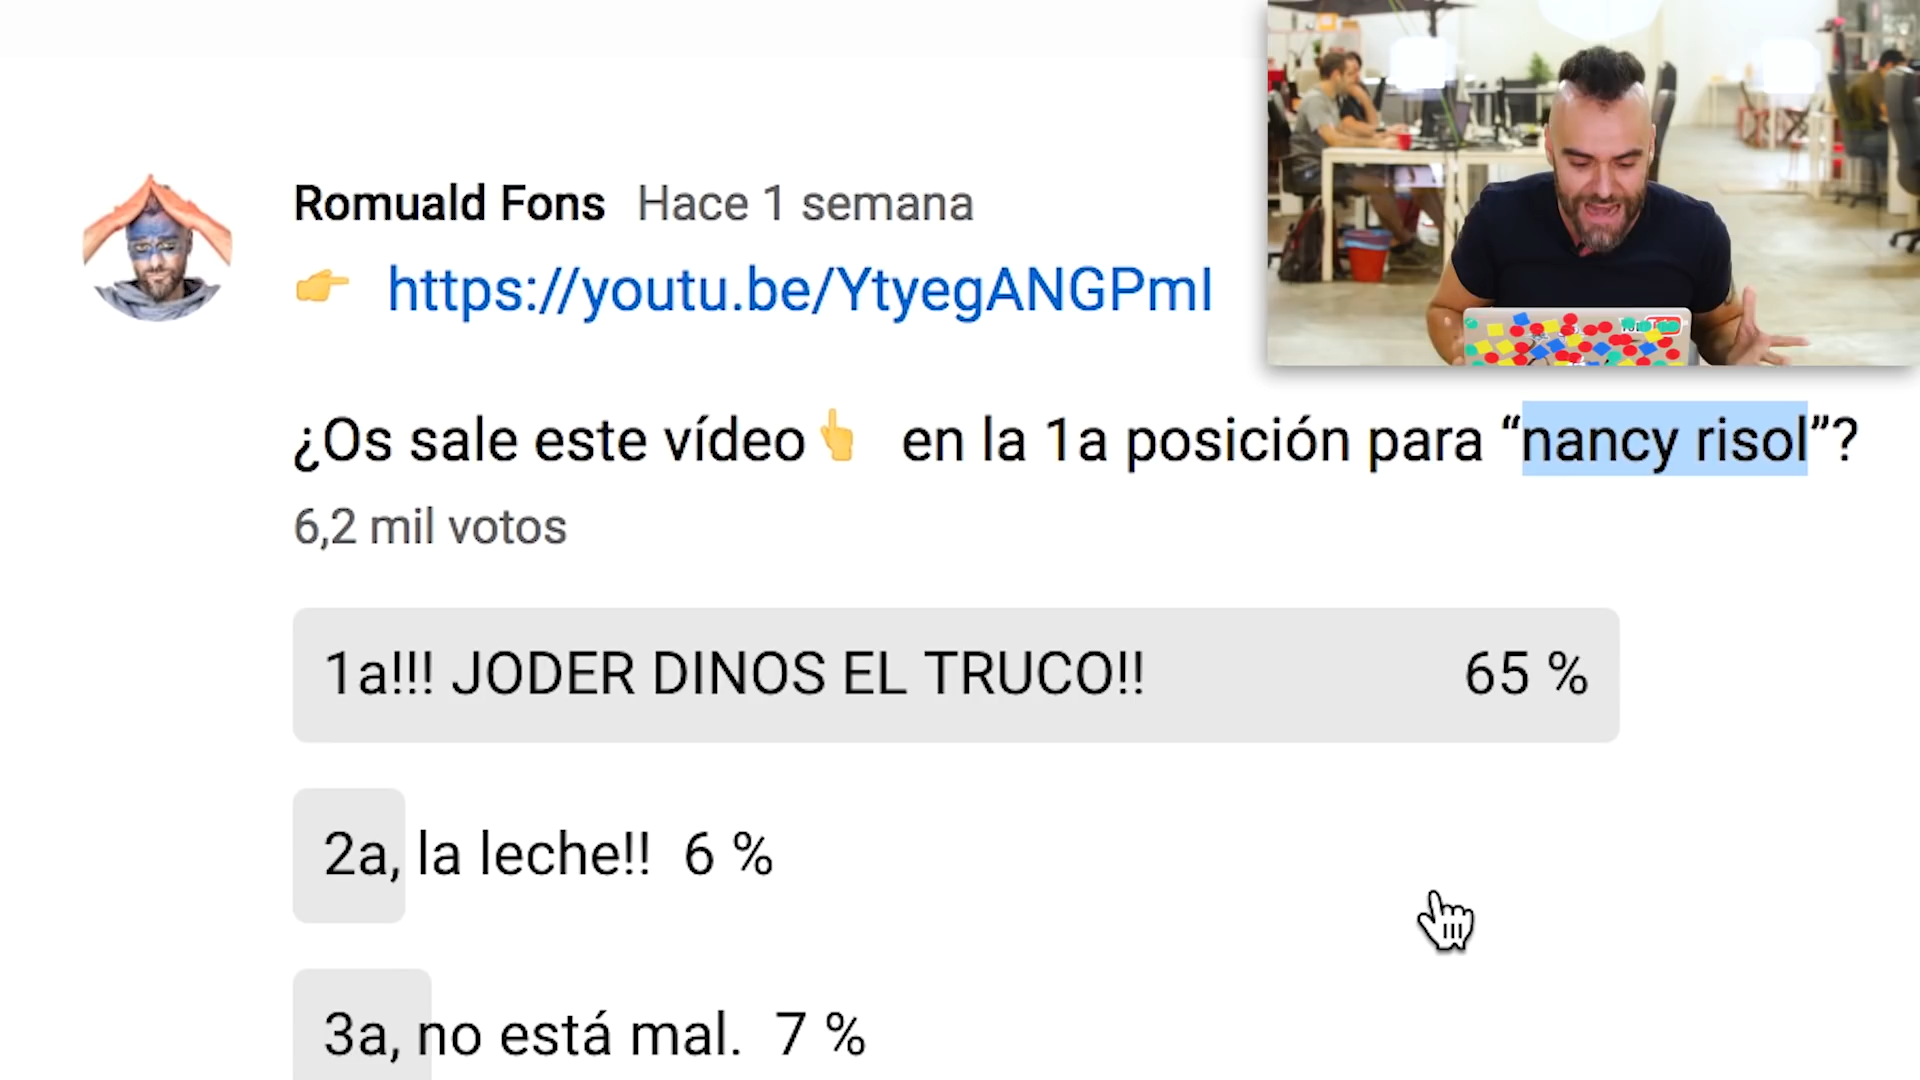 Romuald Fons Hace 1 semana
👉 https://youtu.be/YtyegANGPmI
¿Os sale este vídeo👆 en la 1a posición para “nancy risol”?
6,2 mil votos
1a!!! JODER DINOS EL TRUCO!! 65 %
2a, la leche!! 6 %
3a, no está mal. 7 %